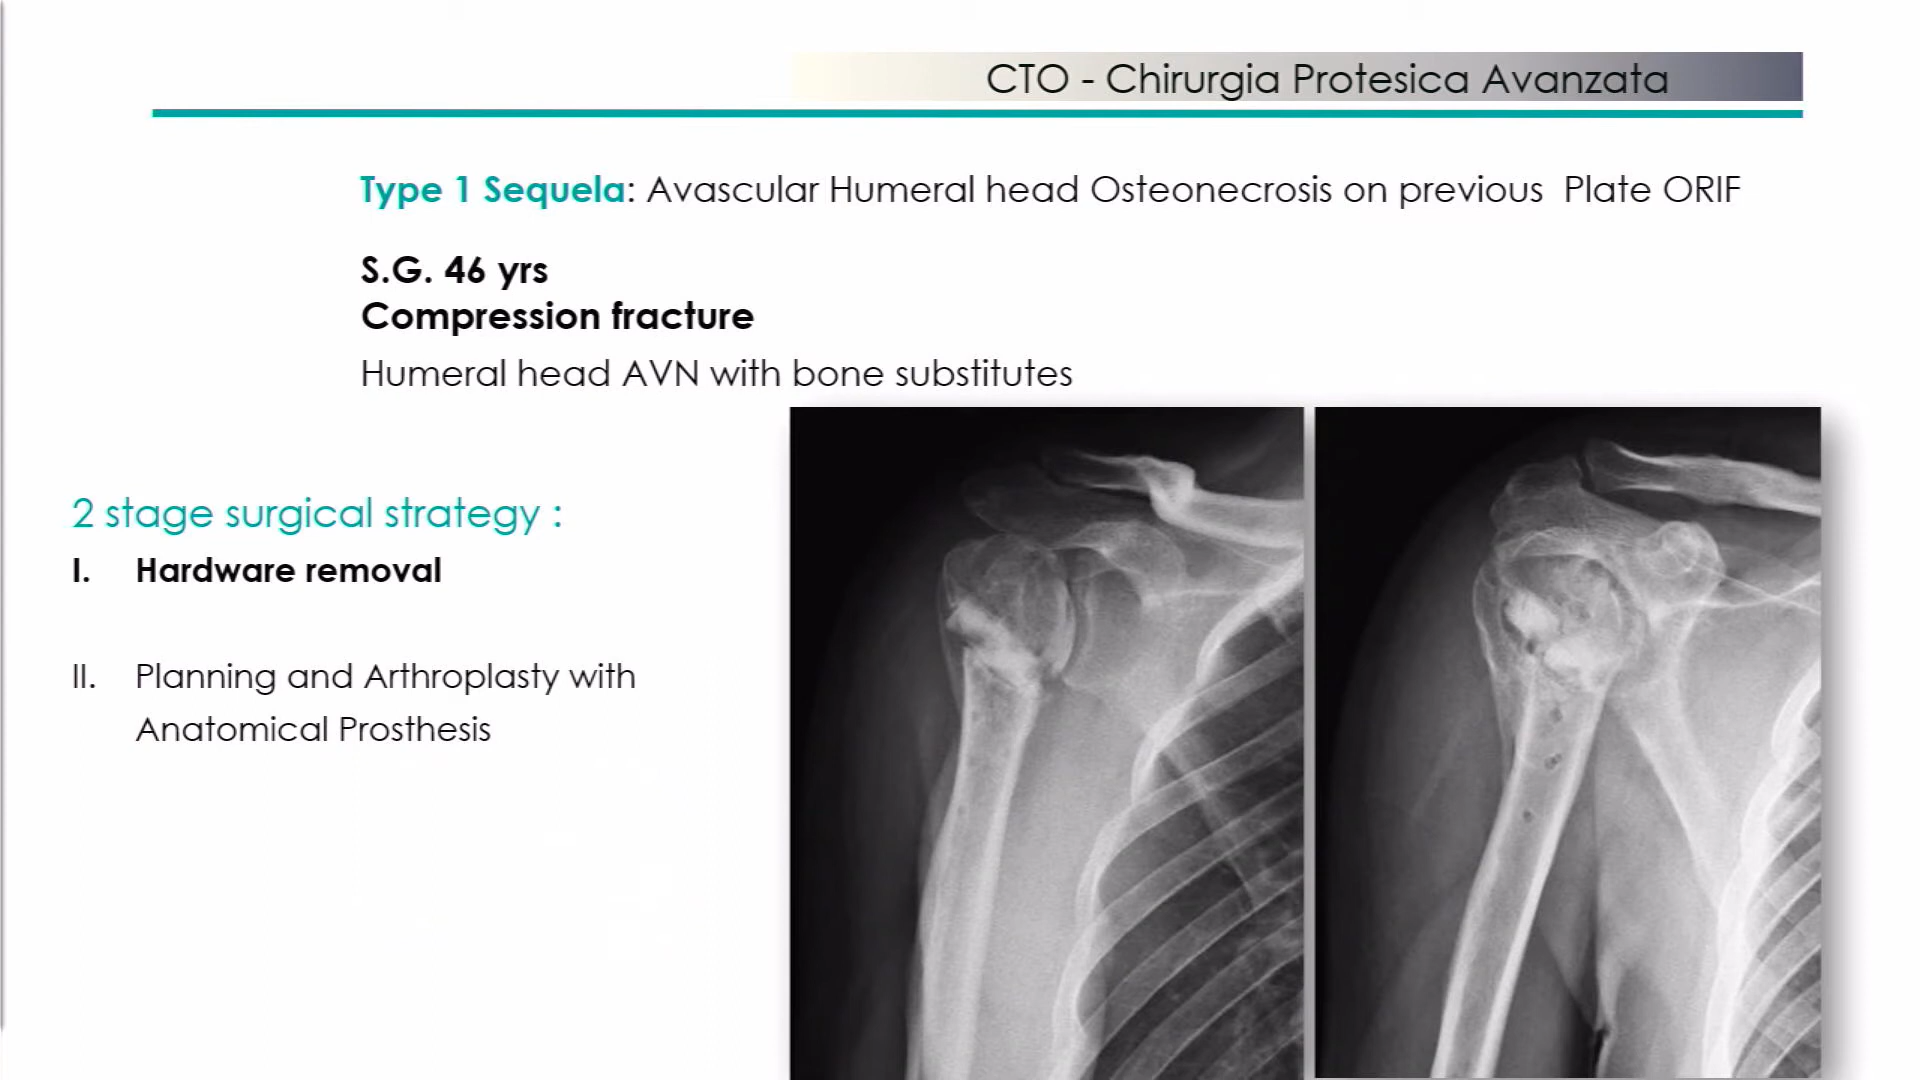 CTO - Chirurgia Protesica Avanzata
Type 1 Sequela: Avascular Humeral head Osteonecrosis on previous Plate ORIF
S.G. 46 yrs
Compression fracture
Humeral head AVN with bone substitutes
2 stage surgical strategy :
I. Hardware removal
II. Planning and Arthroplasty with
Anatomical Prosthesis